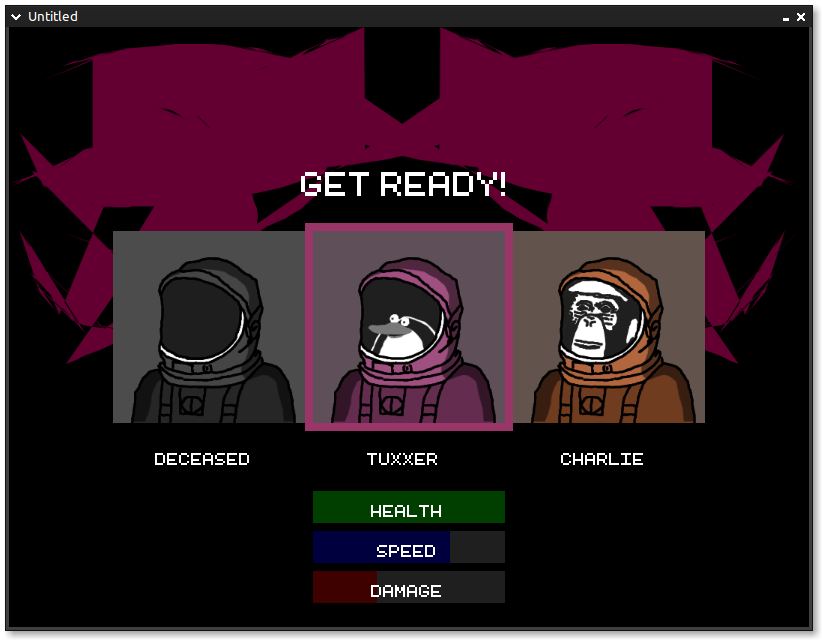 Untitled
GET READY!
DECEASED TUXXER CHARLIE
HEALTH
SPEED
DAMAGE